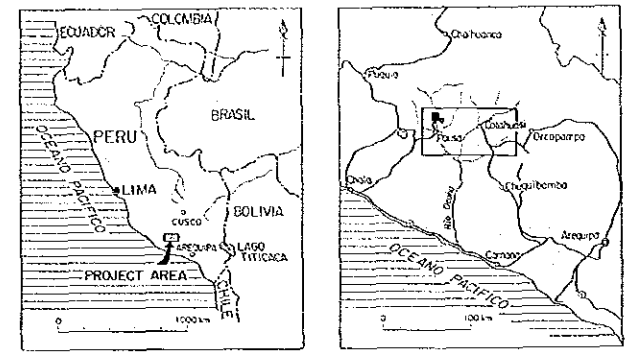 COLOMBIA
ECUADOR
BRASIL
PERU
OCEANO PACIFICO
LIMA
CUSCO
BOLIVIA
AREQUIPA
LAGO
TITICACA
PROJECT AREA
CHILE
0 1000 km
Chalhuanca
Puquio
Pausa
Cotahuasi
Orcopampa
Chala
Chuquibamba
Rio Ocoña
Arequipa
Camana
OCEANO PACIFICO
0 100 km